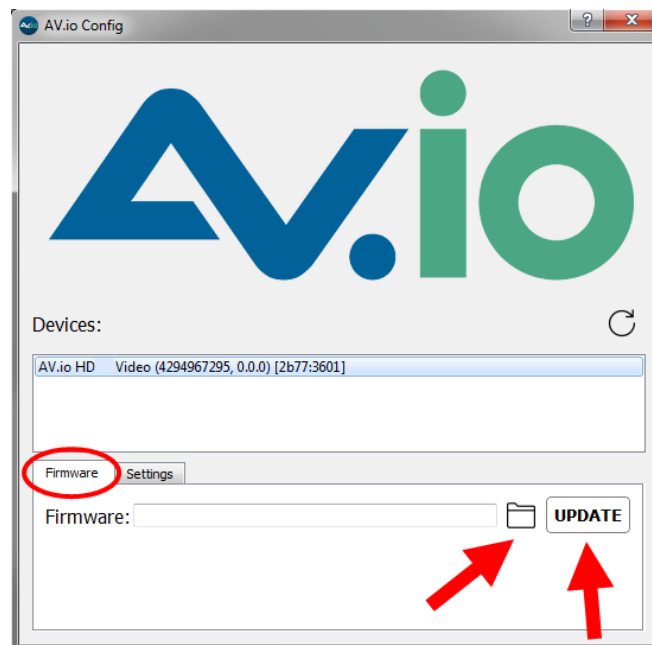 AV.io Config
AV.io
Devices:
AV.io HD Video (4294967295, 0.0.0) [2b77:3601]
Firmware Settings
Firmware: UPDATE